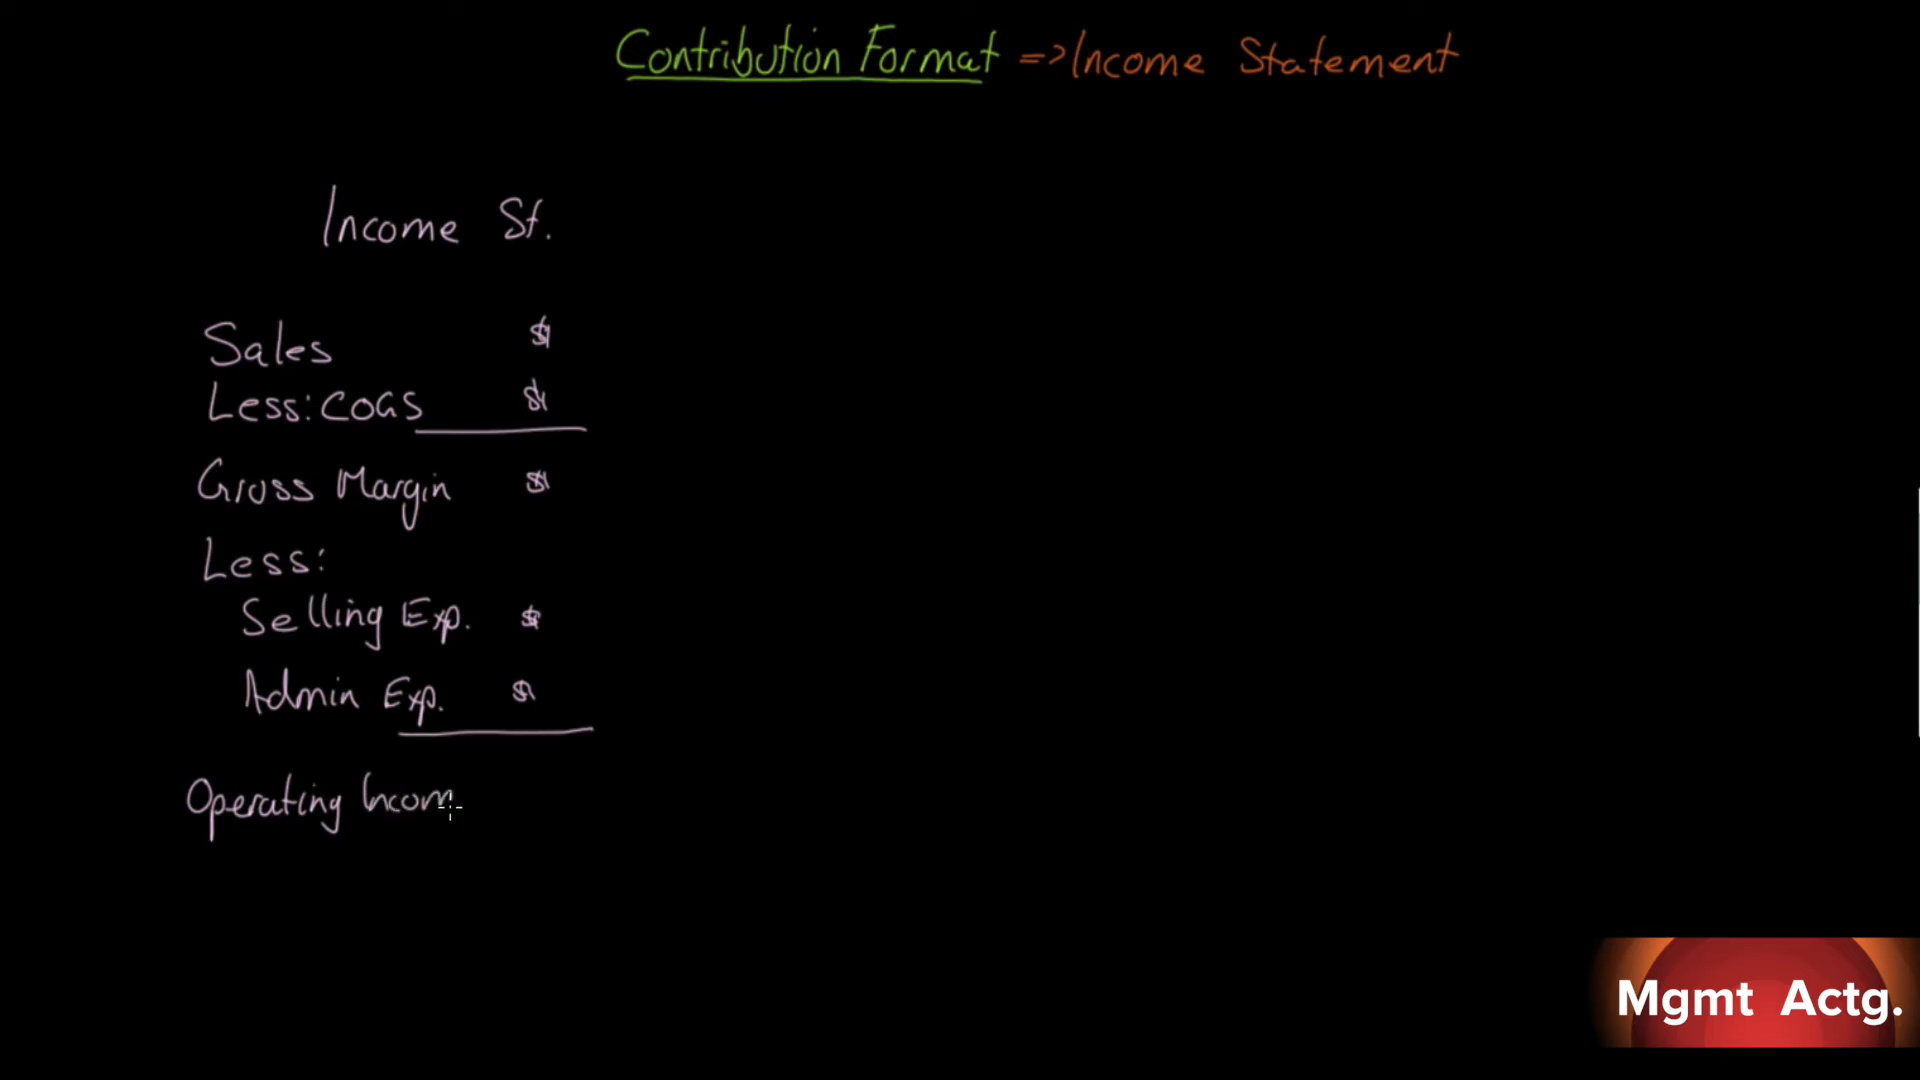 Contribution Format => Income Statement
Income St.
Sales $
Less: COGS $
Gross Margin $
Less:
Selling Exp. $
Admin Exp. $
Operating Incom
Mgmt Actg.